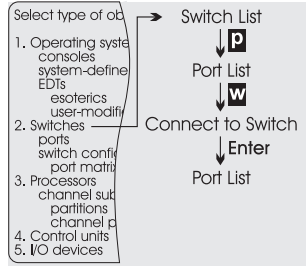 Select type of ob
1. Operating syste
consoles
system-define
EDTs
esoterics
user-modifi
2. Switches
ports
switch config
port matrix
3. Processors
channel sub
partitions
channel p
4. Control units
5. I/O devices
Switch List
p
Port List
w
Connect to Switch
Enter
Port List